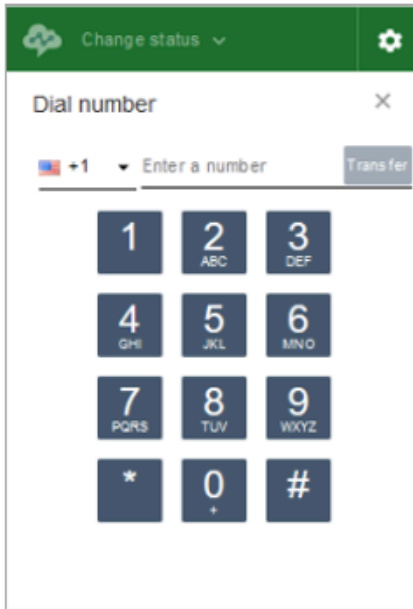 Change status
Dial number
+1 Enter a number Transfer
1 2 3
ABC DEF
4 5 6
GHI JKL MNO
7 8 9
PQRS TUV WXYZ
* 0 #
+